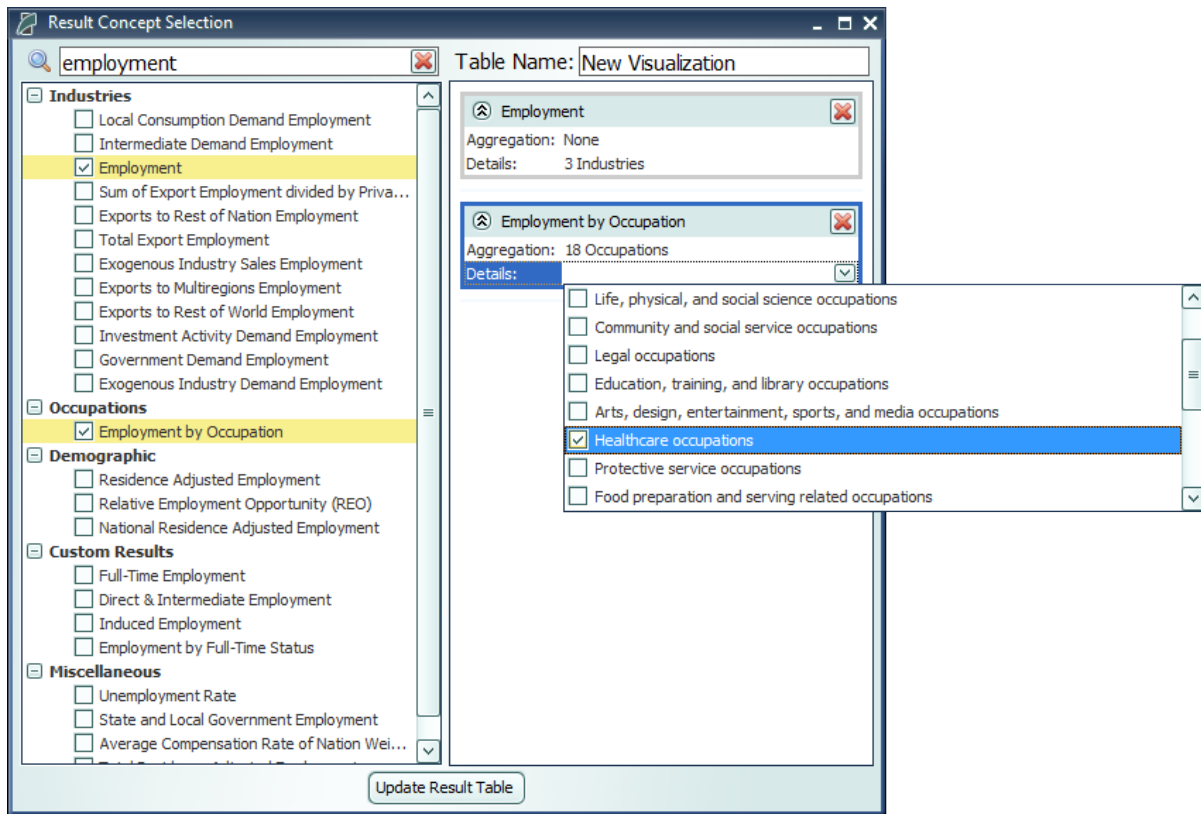 Result Concept Selection
employment
Table Name: New Visualization
Industries
Local Consumption Demand Employment
Intermediate Demand Employment
Employment
Sum of Export Employment divided by Priva...
Exports to Rest of Nation Employment
Total Export Employment
Exogenous Industry Sales Employment
Exports to Multiregions Employment
Exports to Rest of World Employment
Investment Activity Demand Employment
Government Demand Employment
Exogenous Industry Demand Employment
Occupations
Employment by Occupation
Demographic
Residence Adjusted Employment
Relative Employment Opportunity (REO)
National Residence Adjusted Employment
Custom Results
Full-Time Employment
Direct & Intermediate Employment
Induced Employment
Employment by Full-Time Status
Miscellaneous
Unemployment Rate
State and Local Government Employment
Average Compensation Rate of Nation Wei...
Employment
Aggregation: None
Details: 3 Industries
Employment by Occupation
Aggregation: 18 Occupations
Details:
Life, physical, and social science occupations
Community and social service occupations
Legal occupations
Education, training, and library occupations
Arts, design, entertainment, sports, and media occupations
Healthcare occupations
Protective service occupations
Food preparation and serving related occupations
Update Result Table